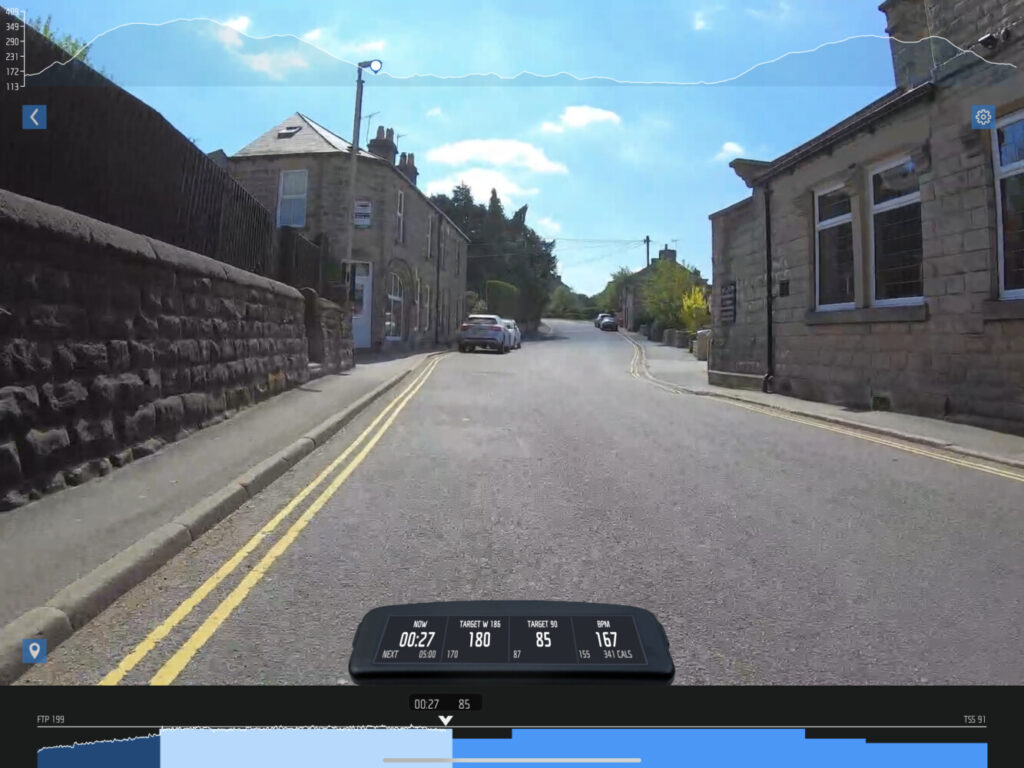 349
290
231
172
113
NOW
TARGET W 186
TARGET 90
BPM
00:27
180
85
167
NEXT 05:00
170
87
155 341 CALS
00:27 85
FTP 199
TSS 91